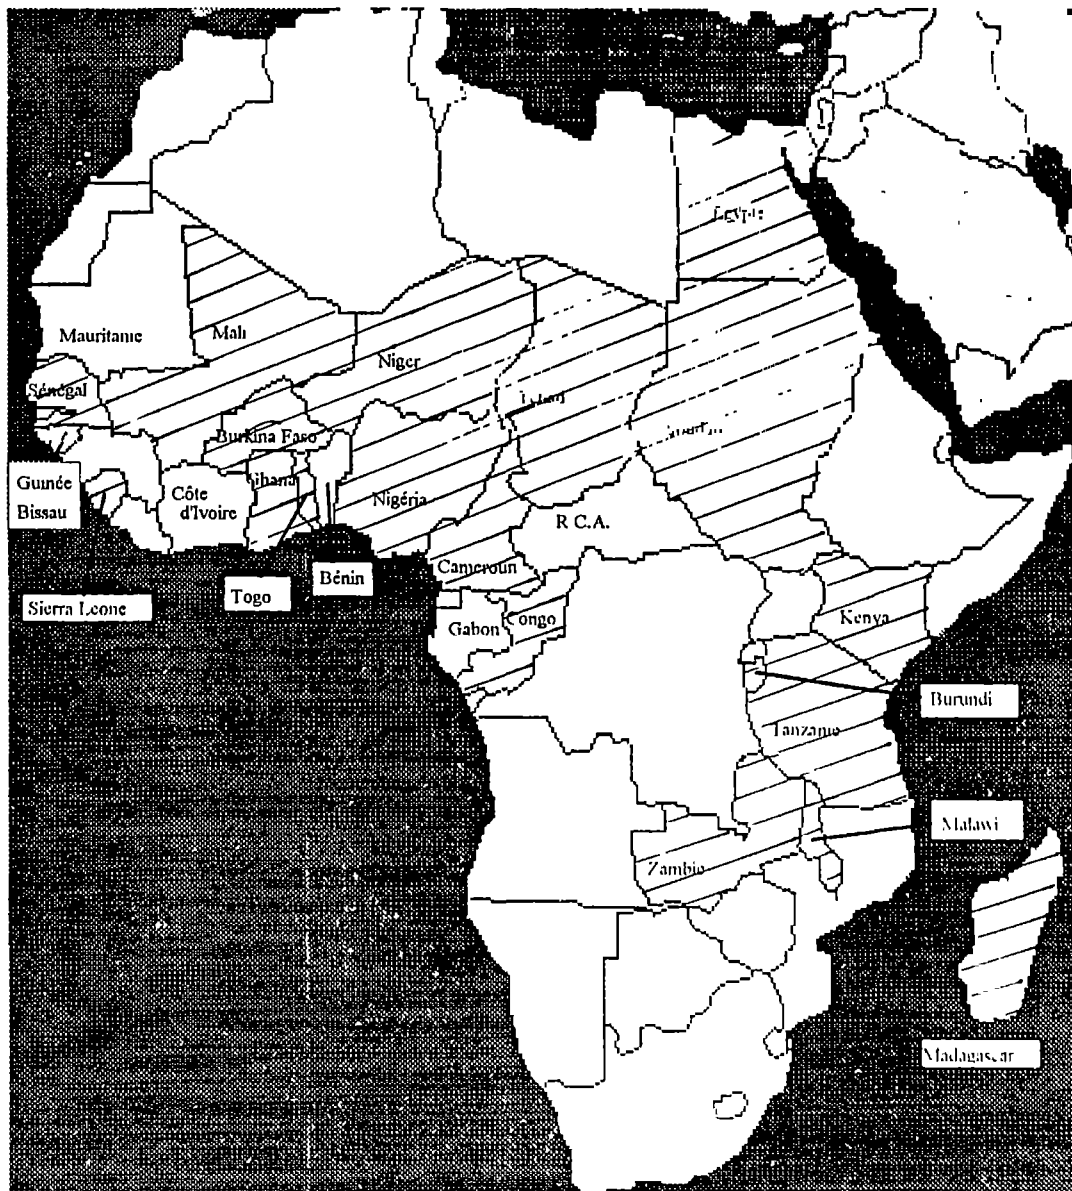 Mauritanie
Mali
Niger
Sénégal
Burkina Faso
Guinée
Bissau
Côte
d'Ivoire
Nigéria
R C.A.
Cameroun
Bénin
Togo
Sierra Leone
Gabon
Congo
Kenya
Burundi
Tanzanie
Malawi
Zambie
Madagascar